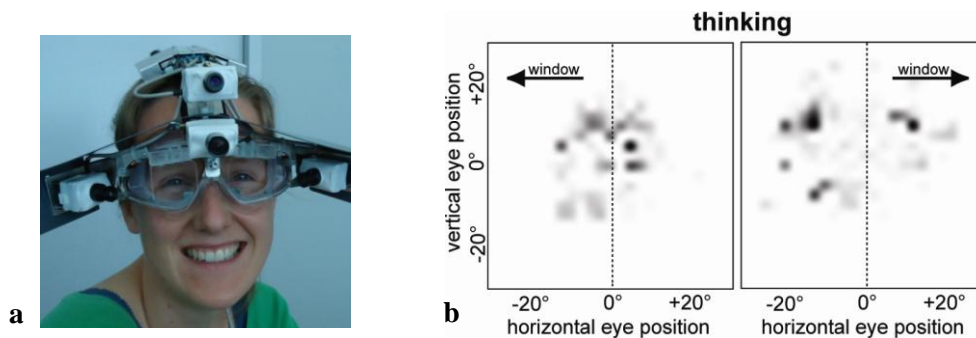 thinking
window
window
vertical eye position
+20°
0°
-20°
-20° 0° +20°
-20° 0° +20°
horizontal eye position
horizontal eye position
a
b